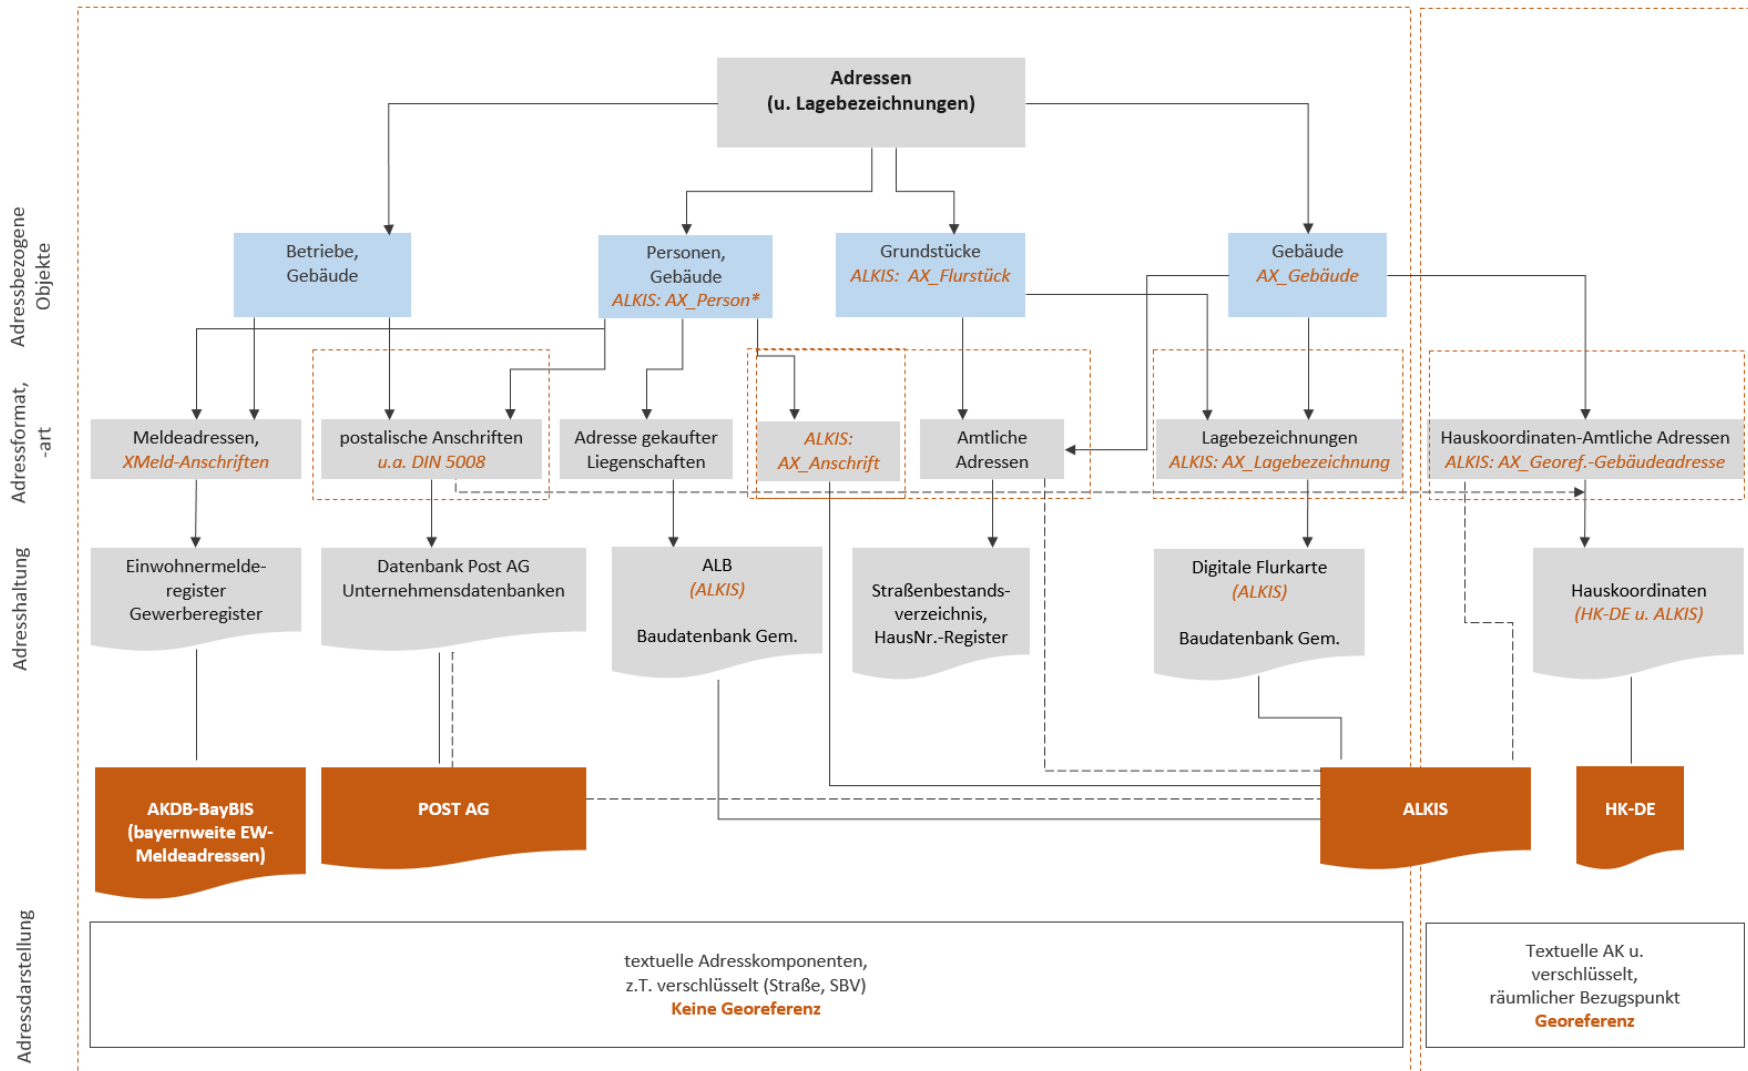 Adressen
(u. Lagebezeichnungen)
Adressbezogene
Objekte
Betriebe,
Gebäude
Personen,
Gebäude
ALKIS: AX_Person*
Grundstücke
ALKIS: AX_Flurstück
Gebäude
AX_Gebäude
Adressformat,
-art
Meldeadressen,
XMeld-Anschriften
postalische Anschriften
u.a. DIN 5008
Adresse gekaufter
Liegenschaften
ALKIS:
AX_Anschrift
Amtliche
Adressen
Lagebezeichnungen
ALKIS: AX_Lagebezeichnung
Hauskoordinaten-Amtliche Adressen
ALKIS: AX_Georef.-Gebäudeadresse
Adresshaltung
Einwohnermelde-
register
Gewerberegister
Datenbank Post AG
Unternehmensdatenbanken
ALB
(ALKIS)
Baudatenbank Gem.
Straßenbestands-
verzeichnis,
HausNr.-Register
Digitale Flurkarte
(ALKIS)
Baudatenbank Gem.
Hauskoordinaten
(HK-DE u. ALKIS)
AKDB-BayBIS
(bayernweite EW-
Meldeadressen)
POST AG
ALKIS
HK-DE
Adressdarstellung
textuelle Adresskomponenten,
z.T. verschlüsselt (Straße, SBV)
Keine Georeferenz
Textuelle AK u.
verschlüsselt,
räumlicher Bezugspunkt
Georeferenz